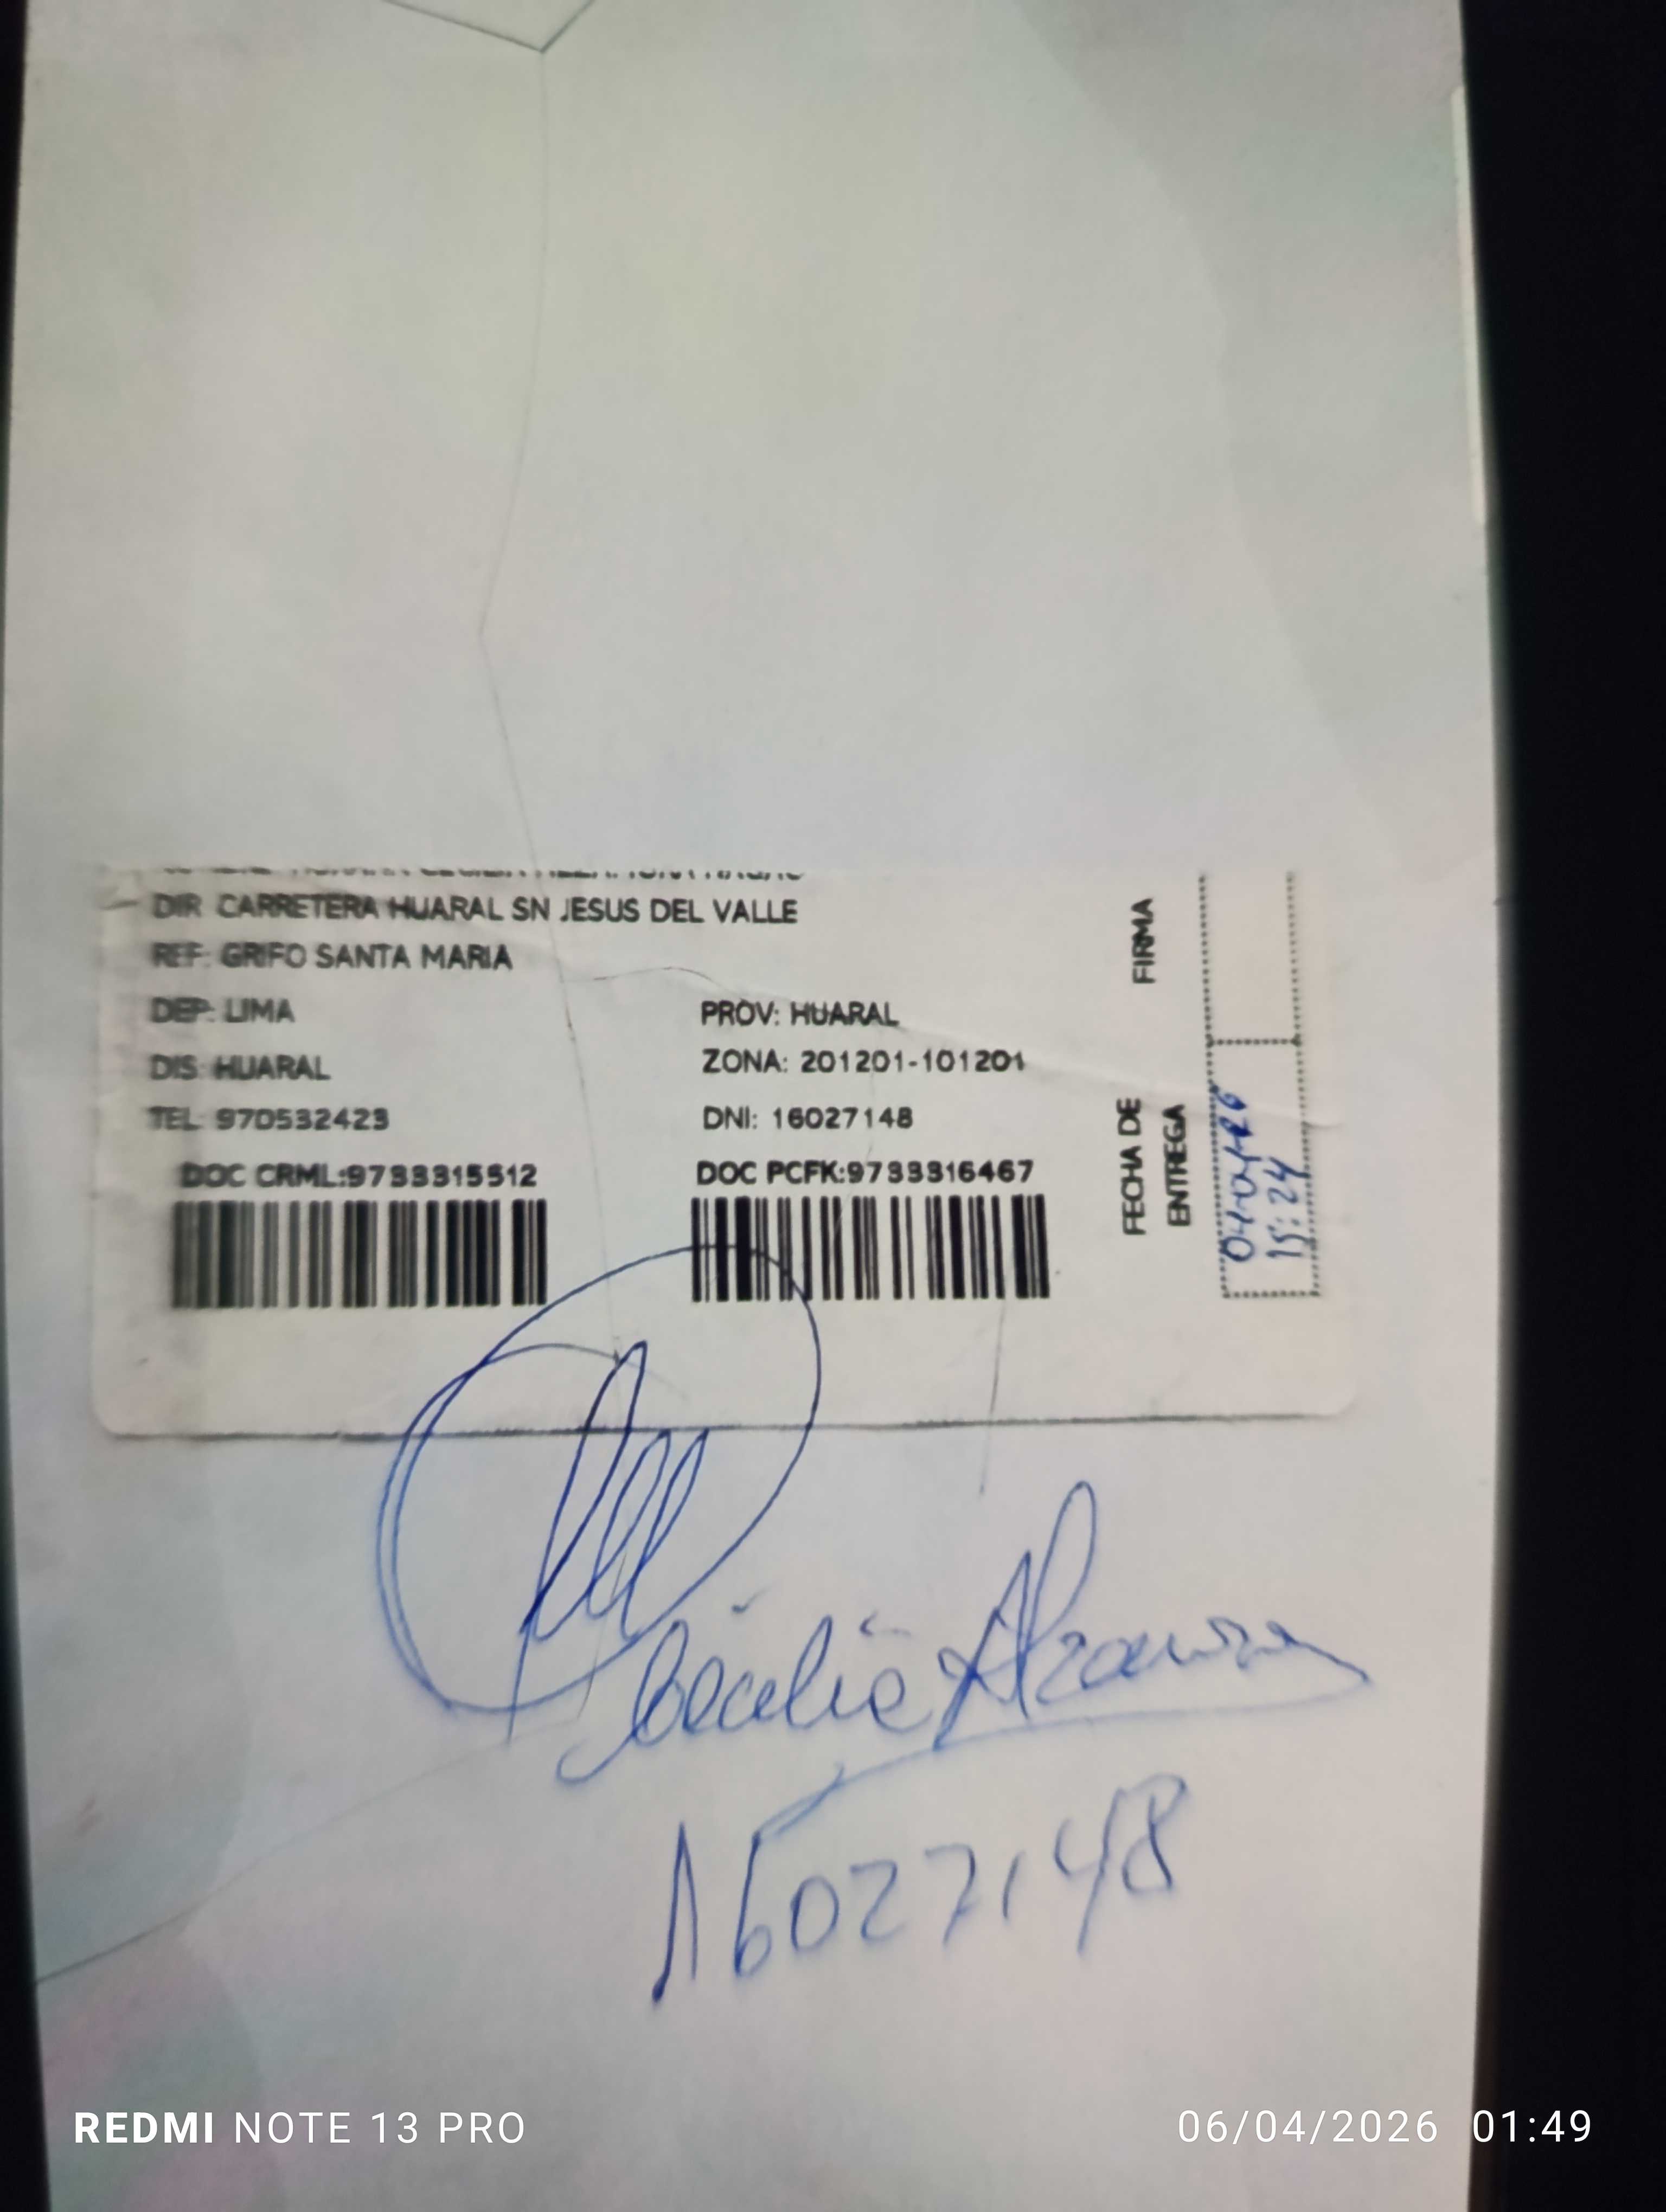 DIR CARRETERA HUARAL SN JESUS DEL VALLE
REF: GRIFO SANTA MARIA
DEP: LIMA PROV: HUARAL
DIS: HUARAL ZONA: 201201-101201
TEL: 970532423 DNI: 16027148
DOC CRML:9733315512 DOC PCFK:9733316467
FIRMA
FECHA DE
ENTREGA
15:24
Cecilia
16027148
REDMI NOTE 13 PRO 06/04/2026 01:49